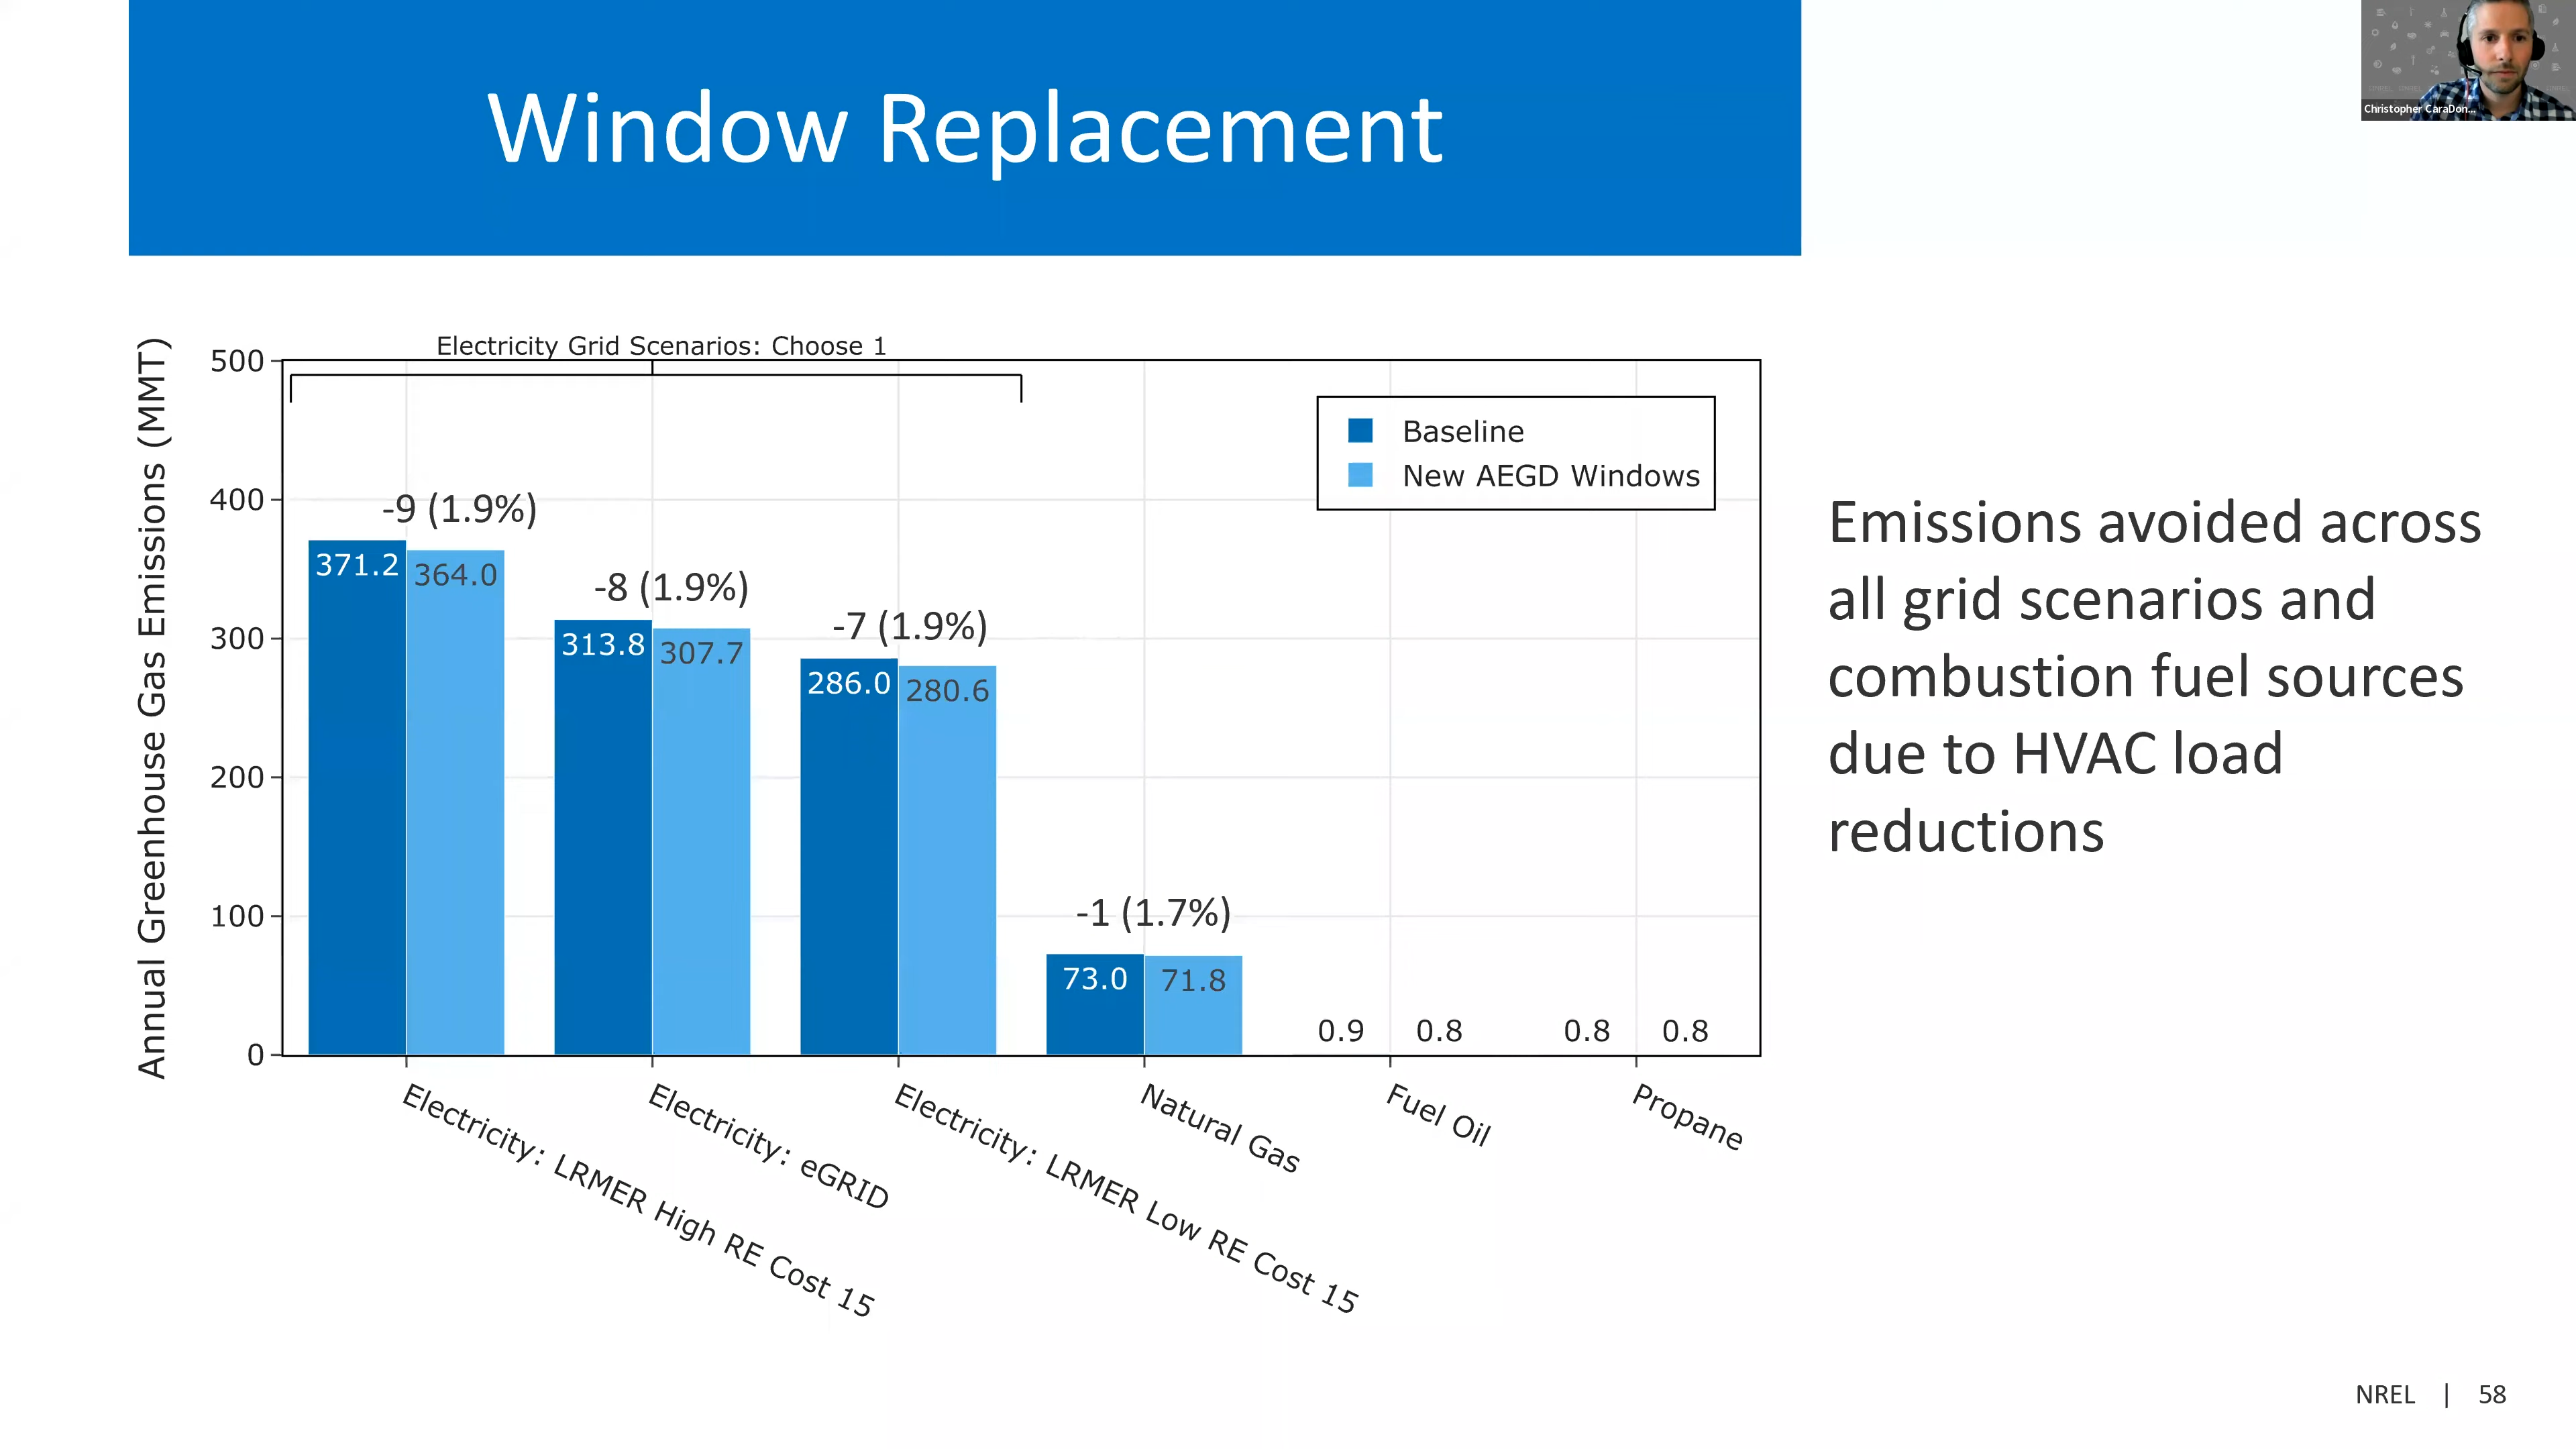 Window Replacement
Christopher CaraDon...
Electricity Grid Scenarios: Choose 1
Annual Greenhouse Gas Emissions (MMT)
500
400
300
200
100
0
Baseline
New AEGD Windows
-9 (1.9%)
371.2 364.0
-8 (1.9%)
313.8 307.7
-7 (1.9%)
286.0 280.6
-1 (1.7%)
73.0 71.8
0.9 0.8
0.8 0.8
Electricity: LRMER High RE Cost 15
Electricity: eGRID
Electricity: LRMER Low RE Cost 15
Natural Gas
Fuel Oil
Propane
Emissions avoided across
all grid scenarios and
combustion fuel sources
due to HVAC load
reductions
NREL | 58